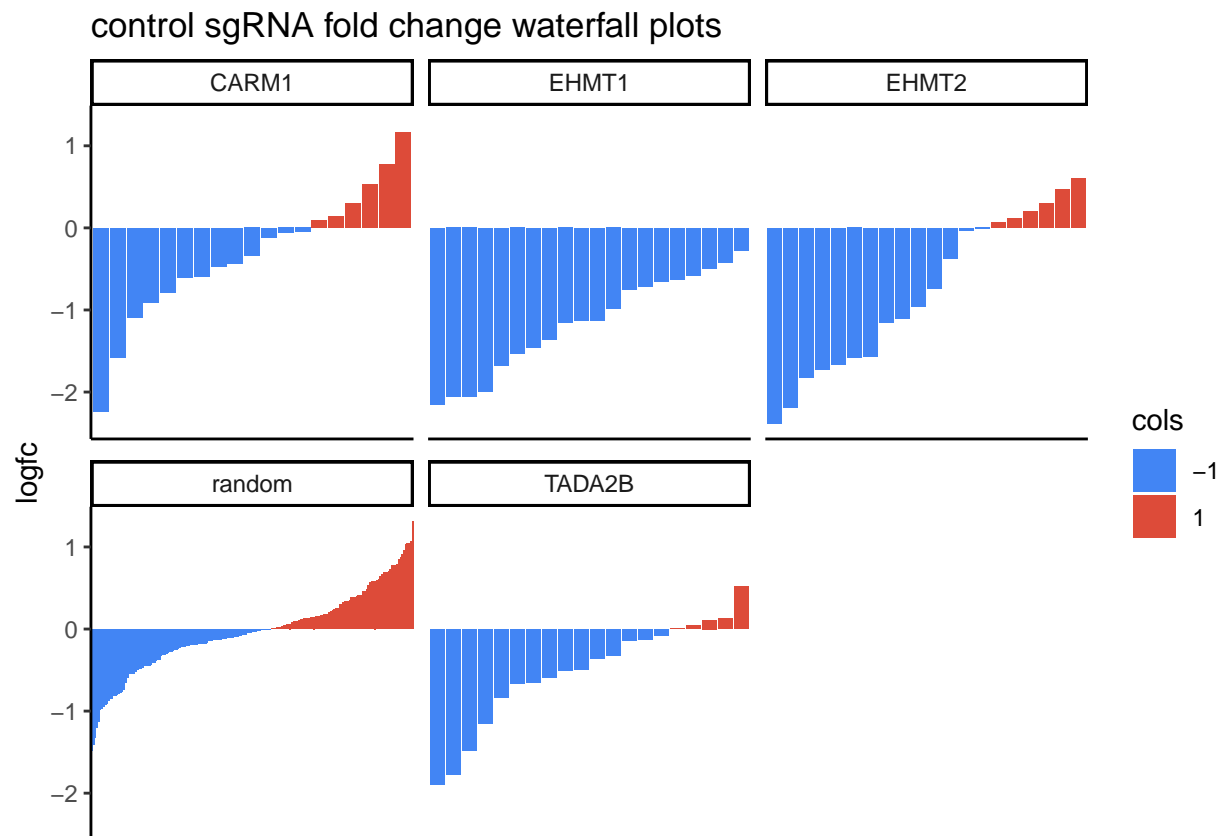 control sgRNA fold change waterfall plots
CARM1
EHMT1
EHMT2
1
0
−1
−2
random
TADA2B
1
0
−1
−2
logfc
cols
−1
1